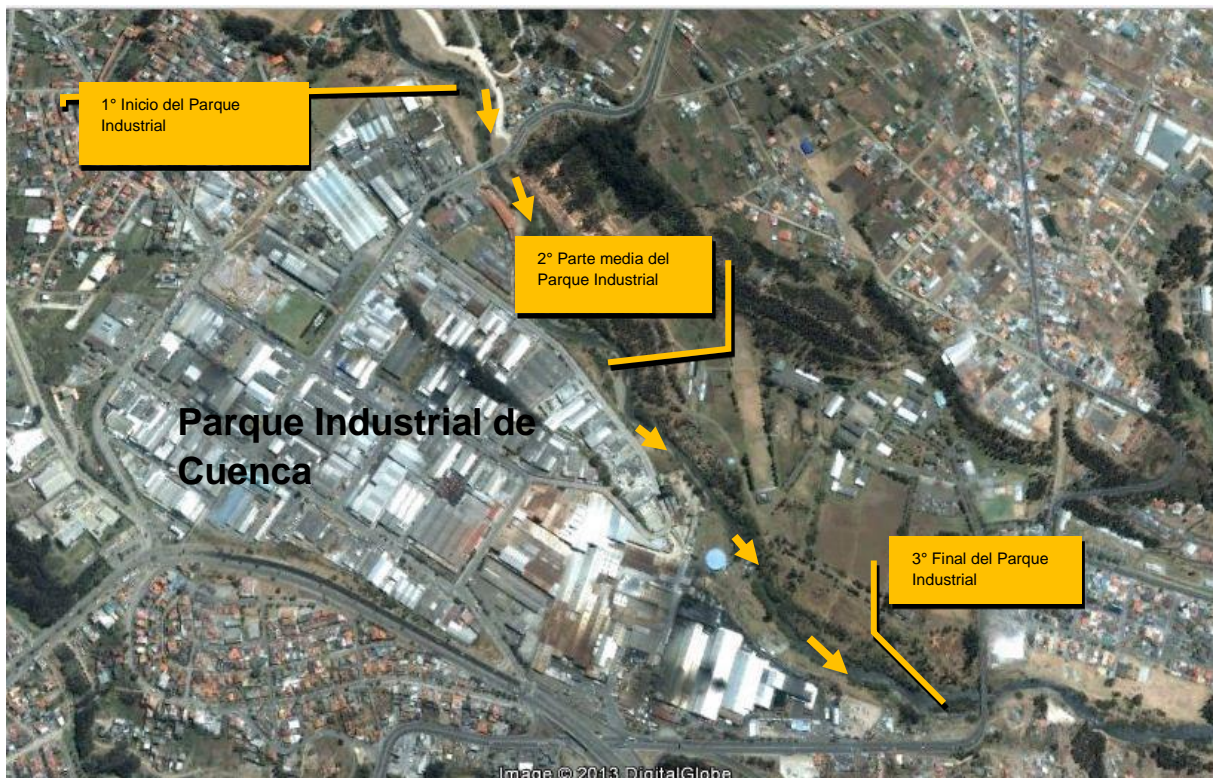 1° Inicio del Parque
Industrial
2° Parte media del
Parque Industrial
Parque Industrial de
Cuenca
3° Final del Parque
Industrial
Image © 2013 DigitalGlobe